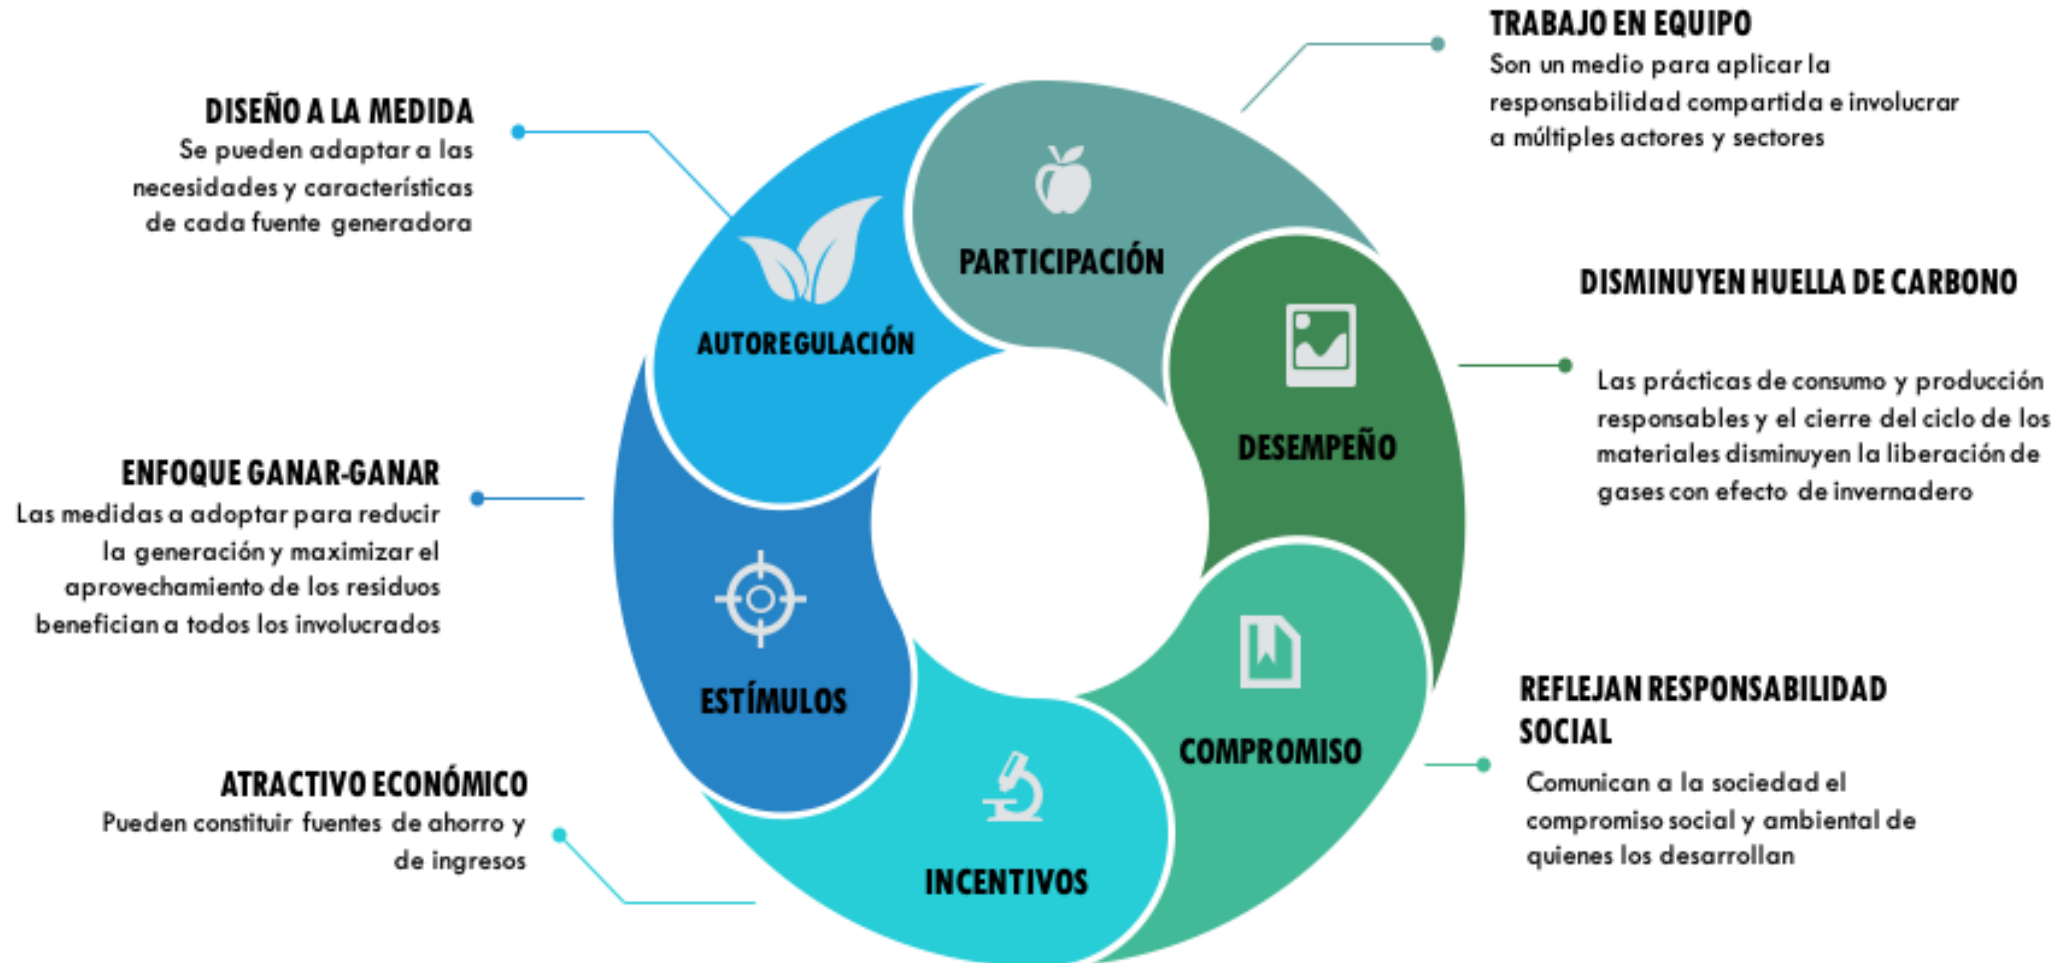 TRABAJO EN EQUIPO
Son un medio para aplicar la
responsabilidad compartida e involucrar
a múltiples actores y sectores
DISEÑO A LA MEDIDA
Se pueden adaptar a las
necesidades y características
de cada fuente generadora
PARTICIPACIÓN
DISMINUYEN HUELLA DE CARBONO
Las prácticas de consumo y producción
responsables y el cierre del ciclo de los
materiales disminuyen la liberación de
gases con efecto de invernadero
AUTOREGULACIÓN
DESEMPEÑO
ENFOQUE GANAR-GANAR
Las medidas a adoptar para reducir
la generación y maximizar el
aprovechamiento de los residuos
benefician a todos los involucrados
ESTÍMULOS
REFLEJAN RESPONSABILIDAD
SOCIAL
Comunican a la sociedad el
compromiso social y ambiental de
quienes los desarrollan
COMPROMISO
ATRACTIVO ECONÓMICO
Pueden constituir fuentes de ahorro y
de ingresos
INCENTIVOS